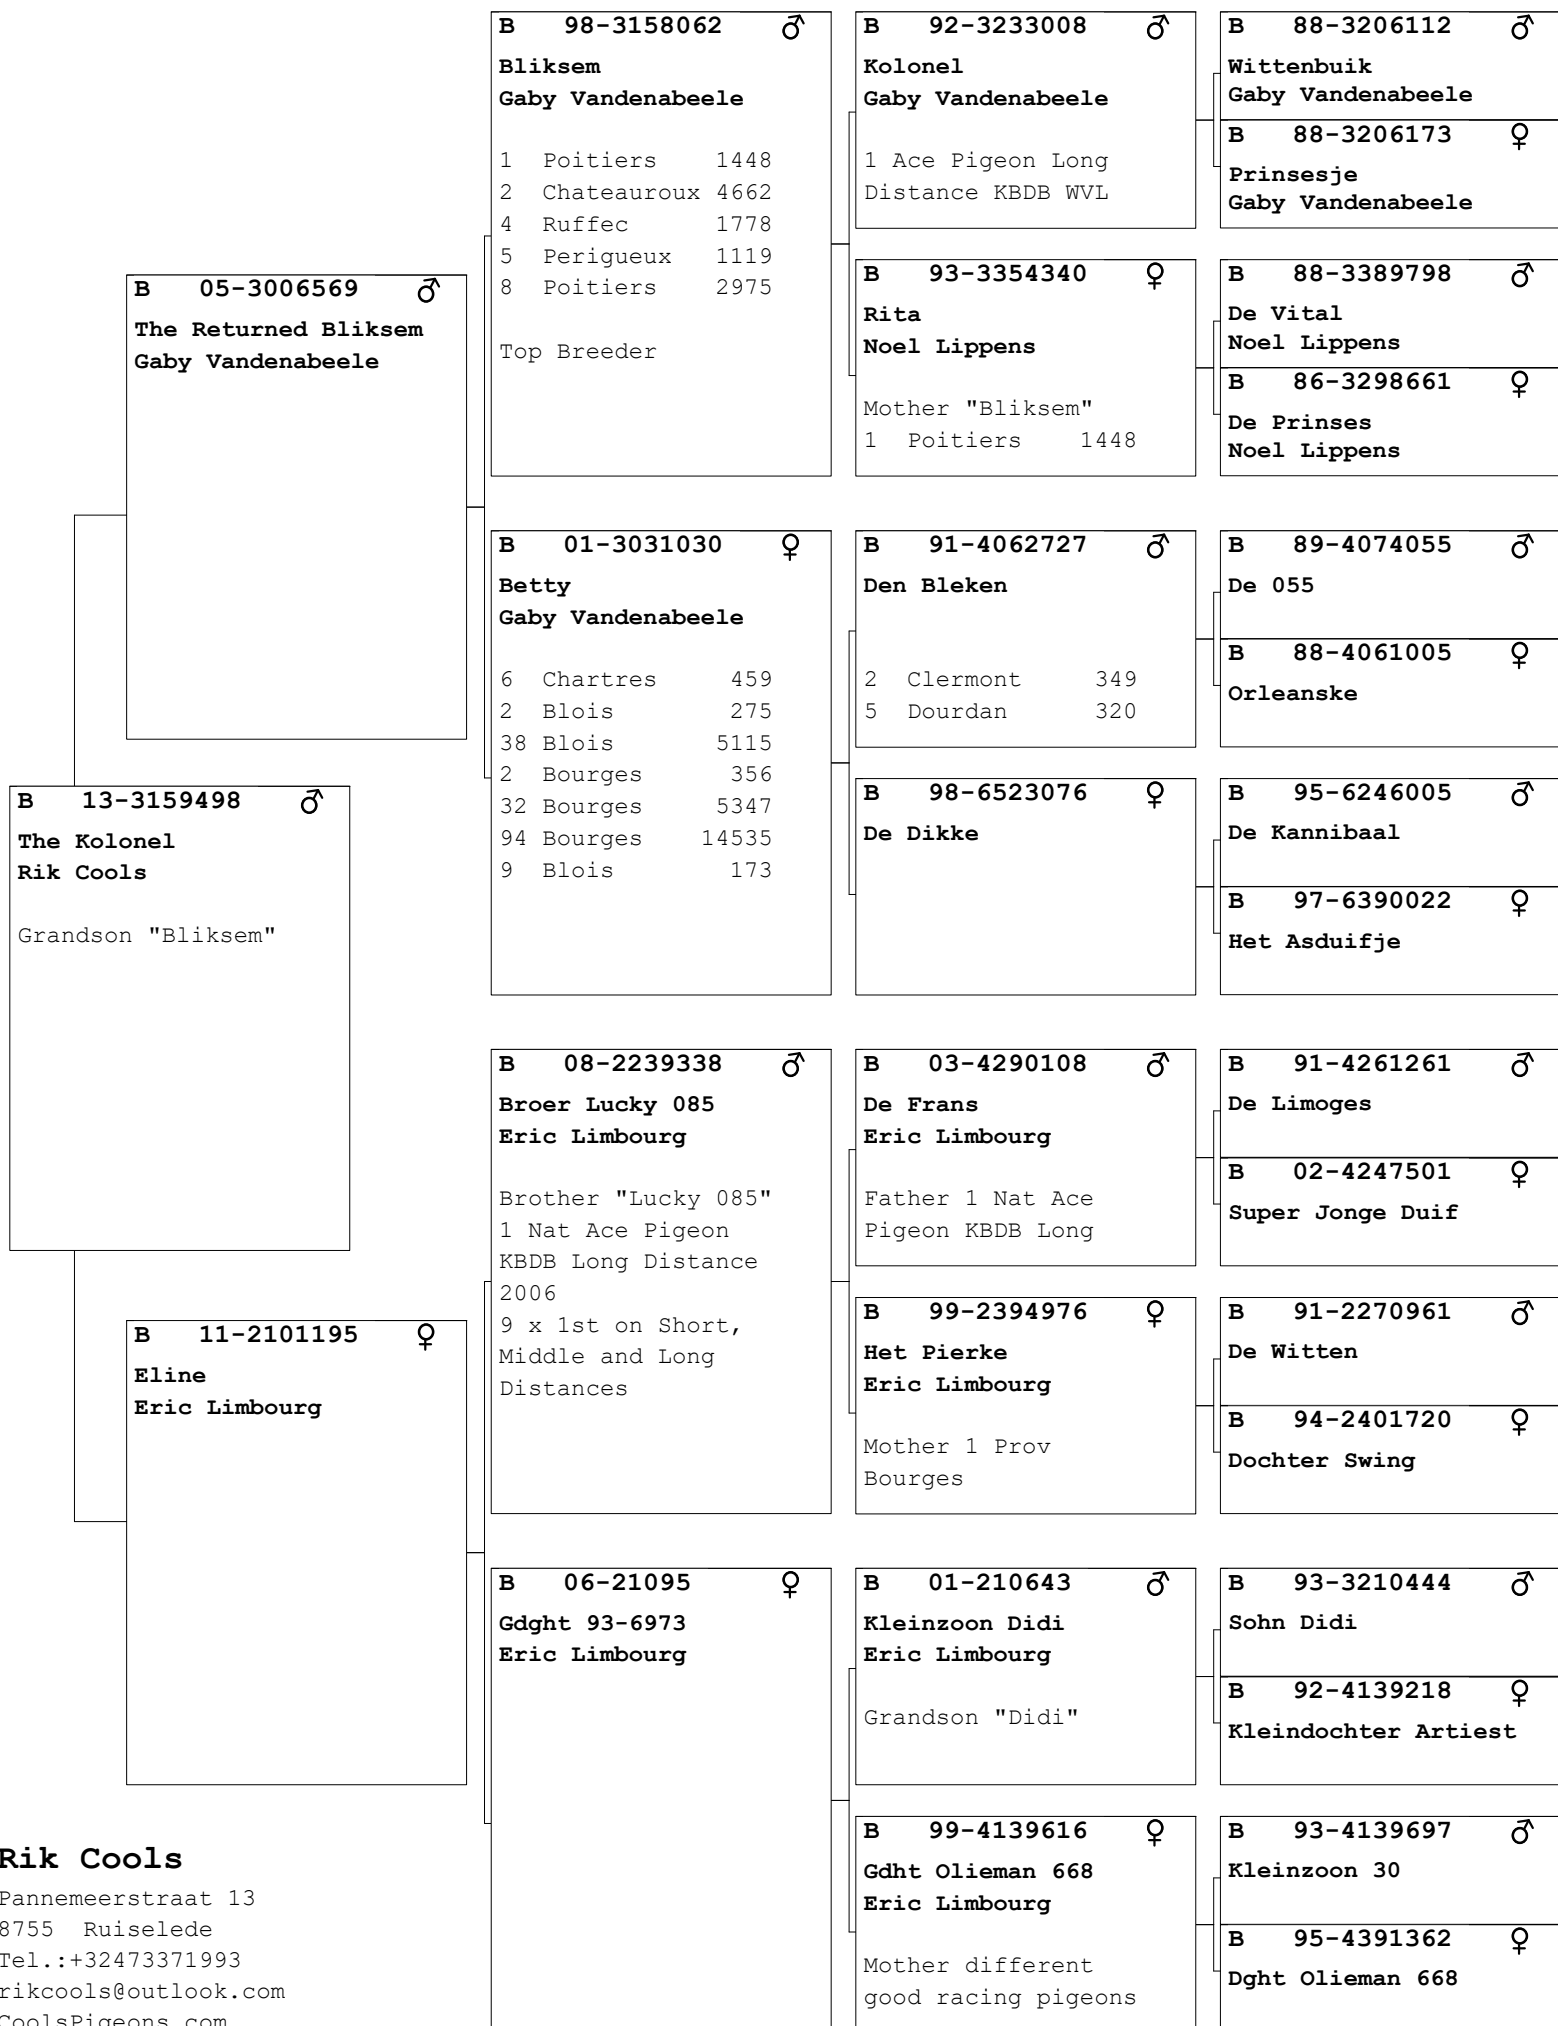 B 13-3159498 ♂
The Kolonel
Rik Cools
Grandson "Bliksem"
B 05-3006569 ♂
The Returned Bliksem
Gaby Vandenabeele
B 11-2101195 ♀
Eline
Eric Limbourg
B 98-3158062 ♂
Bliksem
Gaby Vandenabeele
1 Poitiers 1448
2 Chateauroux 4662
4 Ruffec 1778
5 Perigueux 1119
8 Poitiers 2975
Top Breeder
B 01-3031030 ♀
Betty
Gaby Vandenabeele
6 Chartres 459
2 Blois 275
38 Blois 5115
2 Bourges 356
32 Bourges 5347
94 Bourges 14535
9 Blois 173
B 08-2239338 ♂
Broer Lucky 085
Eric Limbourg
Brother "Lucky 085"
1 Nat Ace Pigeon
KBDB Long Distance
2006
9 x 1st on Short,
Middle and Long
Distances
B 06-21095 ♀
Gdght 93-6973
Eric Limbourg
B 92-3233008 ♂
Kolonel
Gaby Vandenabeele
1 Ace Pigeon Long
Distance KBDB WVL
B 93-3354340 ♀
Rita
Noel Lippens
Mother "Bliksem"
1 Poitiers 1448
B 91-4062727 ♂
Den Bleken
2 Clermont 349
5 Dourdan 320
B 98-6523076 ♀
De Dikke
B 03-4290108 ♂
De Frans
Eric Limbourg
Father 1 Nat Ace
Pigeon KBDB Long
B 99-2394976 ♀
Het Pierke
Eric Limbourg
Mother 1 Prov
Bourges
B 01-210643 ♂
Kleinzoon Didi
Eric Limbourg
Grandson "Didi"
B 99-4139616 ♀
Gdht Olieman 668
Eric Limbourg
Mother different
good racing pigeons
B 88-3206112 ♂
Wittenbuik
Gaby Vandenabeele
B 88-3206173 ♀
Prinsesje
Gaby Vandenabeele
B 88-3389798 ♂
De Vital
Noel Lippens
B 86-3298661 ♀
De Prinses
Noel Lippens
B 89-4074055 ♂
De 055
B 88-4061005 ♀
Orleanske
B 95-6246005 ♂
De Kannibaal
B 97-6390022 ♀
Het Asduifje
B 91-4261261 ♂
De Limoges
B 02-4247501 ♀
Super Jonge Duif
B 91-2270961 ♂
De Witten
B 94-2401720 ♀
Dochter Swing
B 93-3210444 ♂
Sohn Didi
B 92-4139218 ♀
Kleindochter Artiest
B 93-4139697 ♂
Kleinzoon 30
B 95-4391362 ♀
Dght Olieman 668
Rik Cools
Pannemeerstraat 13
8755 Ruiselede
Tel.:+32473371993
rikcools@outlook.com
CoolsPigeons.com